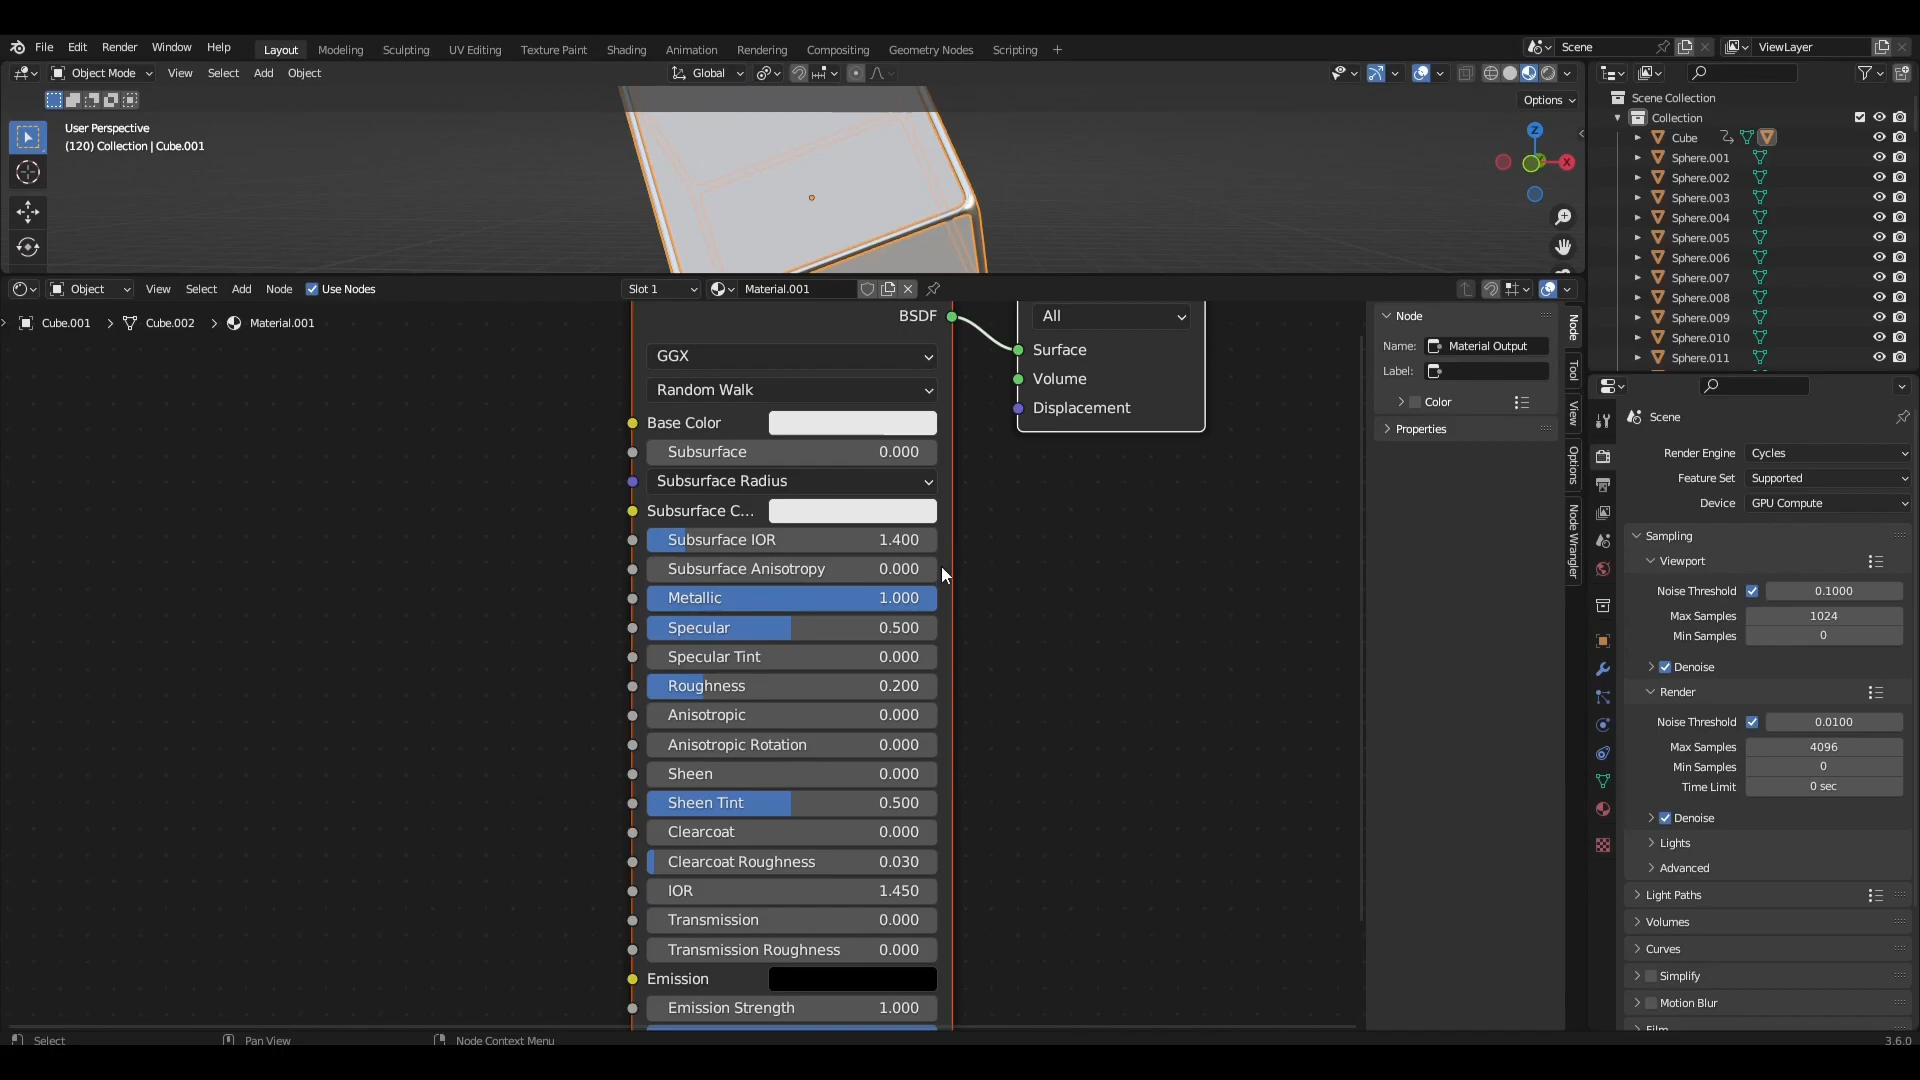 File Edit Render Window Help Layout Modeling Sculpting UV Editing Texture Paint Shading Animation Rendering Compositing Geometry Nodes Scripting + Scene ViewLayer
Object Mode View Select Add Object Global
Options
User Perspective
(120) Collection | Cube.001
Z
X
Scene Collection
Collection
Cube
Sphere.001
Sphere.002
Sphere.003
Sphere.004
Sphere.005
Sphere.006
Sphere.007
Sphere.008
Sphere.009
Sphere.010
Sphere.011
Object View Select Add Node Use Nodes Slot 1 Material.001
Cube.001 > Cube.002 > Material.001
BSDF
GGX
Random Walk
Base Color
Subsurface 0.000
Subsurface Radius
Subsurface C...
Subsurface IOR 1.400
Subsurface Anisotropy 0.000
Metallic 1.000
Specular 0.500
Specular Tint 0.000
Roughness 0.200
Anisotropic 0.000
Anisotropic Rotation 0.000
Sheen 0.000
Sheen Tint 0.500
Clearcoat 0.000
Clearcoat Roughness 0.030
IOR 1.450
Transmission 0.000
Transmission Roughness 0.000
Emission
Emission Strength 1.000
All
Surface
Volume
Displacement
Node
Name: Material Output
Label:
Color
Properties
Node
Tool
View
Options
Node Wrangler
Scene
Render Engine Cycles
Feature Set Supported
Device GPU Compute
Sampling
Viewport
Noise Threshold 0.1000
Max Samples 1024
Min Samples 0
Denoise
Render
Noise Threshold 0.0100
Max Samples 4096
Min Samples 0
Time Limit 0 sec
Denoise
Lights
Advanced
Light Paths
Volumes
Curves
Simplify
Motion Blur
Film
Select Pan View Node Context Menu 3.6.0